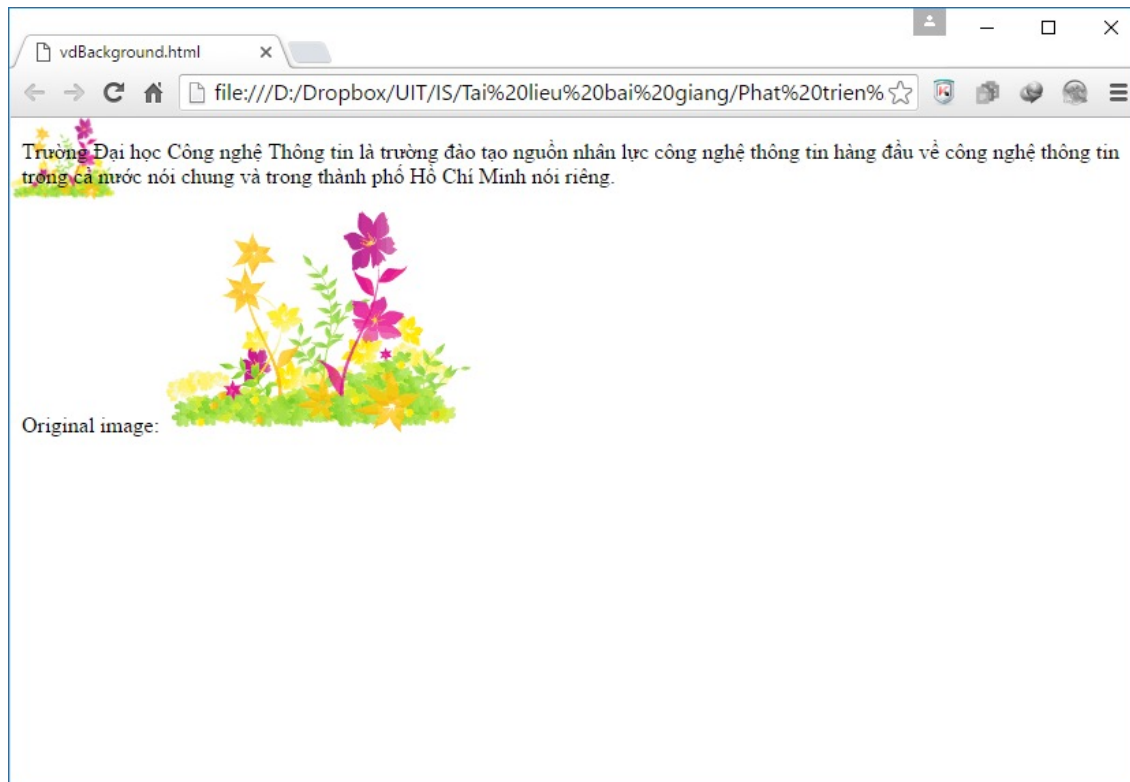 vdBackground.html
file:///D:/Dropbox/UIT/IS/Tai%20lieu%20bai%20giang/Phat%20trien%
Trường Đại học Công nghệ Thông tin là trường đào tạo nguồn nhân lực công nghệ thông tin hàng đầu về công nghệ thông tin
trong cả nước nói chung và trong thành phố Hồ Chí Minh nói riêng.
Original image: